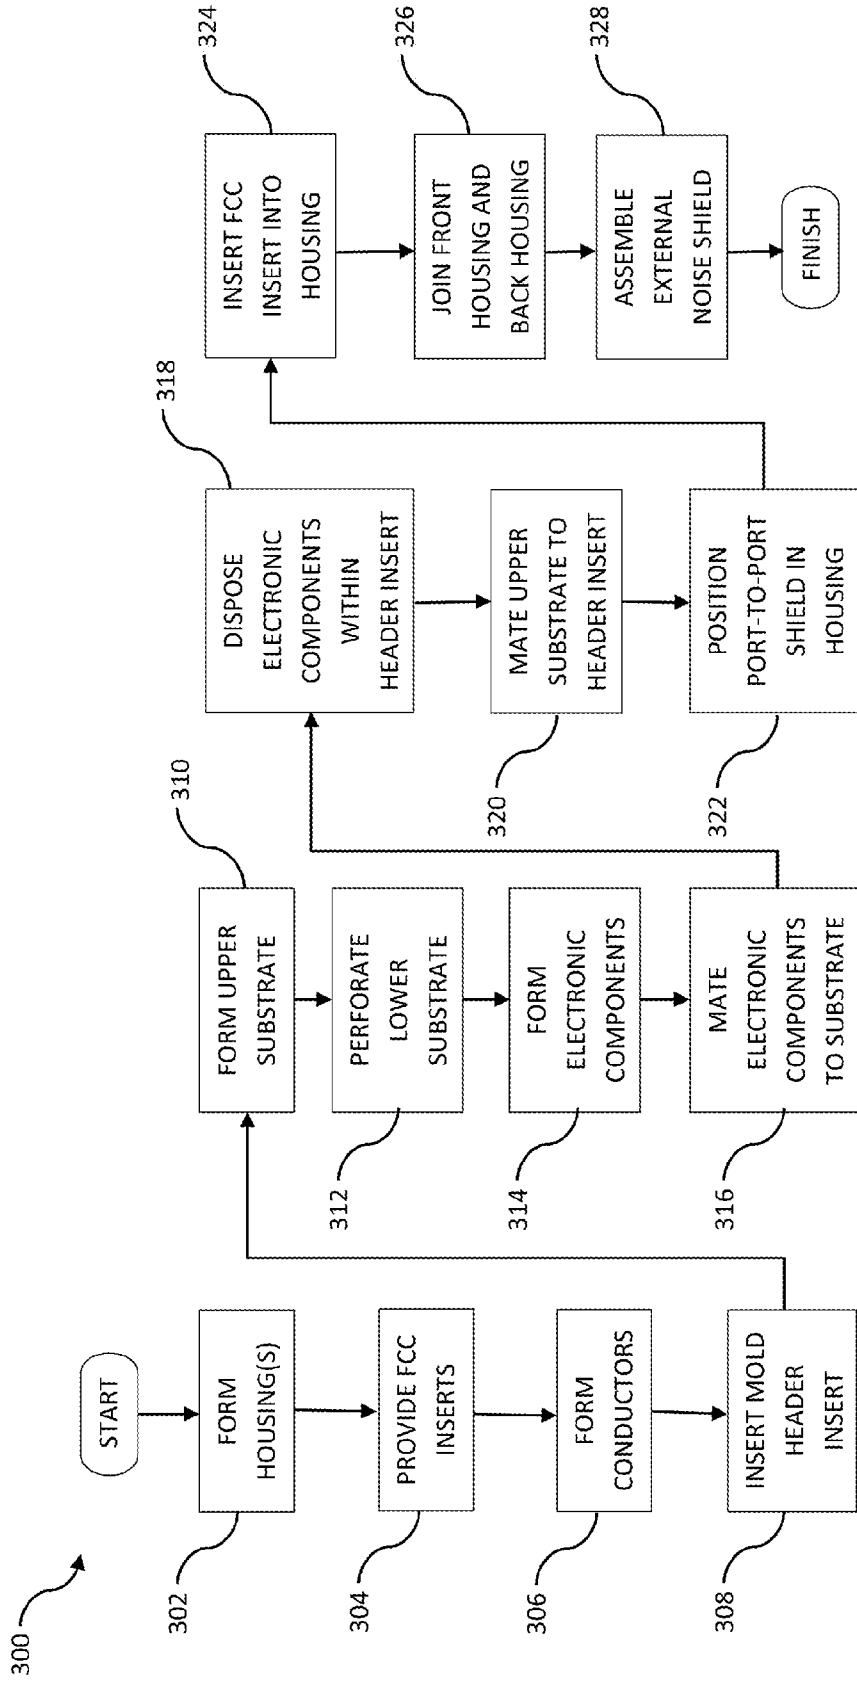 300
START
302
FORM
HOUSING(S)
304
PROVIDE FCC
INSERTS
306
FORM
CONDUCTORS
308
INSERT MOLD
HEADER
INSERT
310
FORM UPPER
SUBSTRATE
312
PERFORATE
LOWER
SUBSTRATE
314
FORM
ELECTRONIC
COMPONENTS
316
MATE
ELECTRONIC
COMPONENTS
TO SUBSTRATE
318
DISPOSE
ELECTRONIC
COMPONENTS
WITHIN
HEADER INSERT
320
MATE UPPER
SUBSTRATE TO
HEADER INSERT
322
POSITION
PORT-TO-PORT
SHIELD IN
HOUSING
324
INSERT FCC
INSERT INTO
HOUSING
326
JOIN FRONT
HOUSING AND
BACK HOUSING
328
ASSEMBLE
EXTERNAL
NOISE SHIELD
FINISH